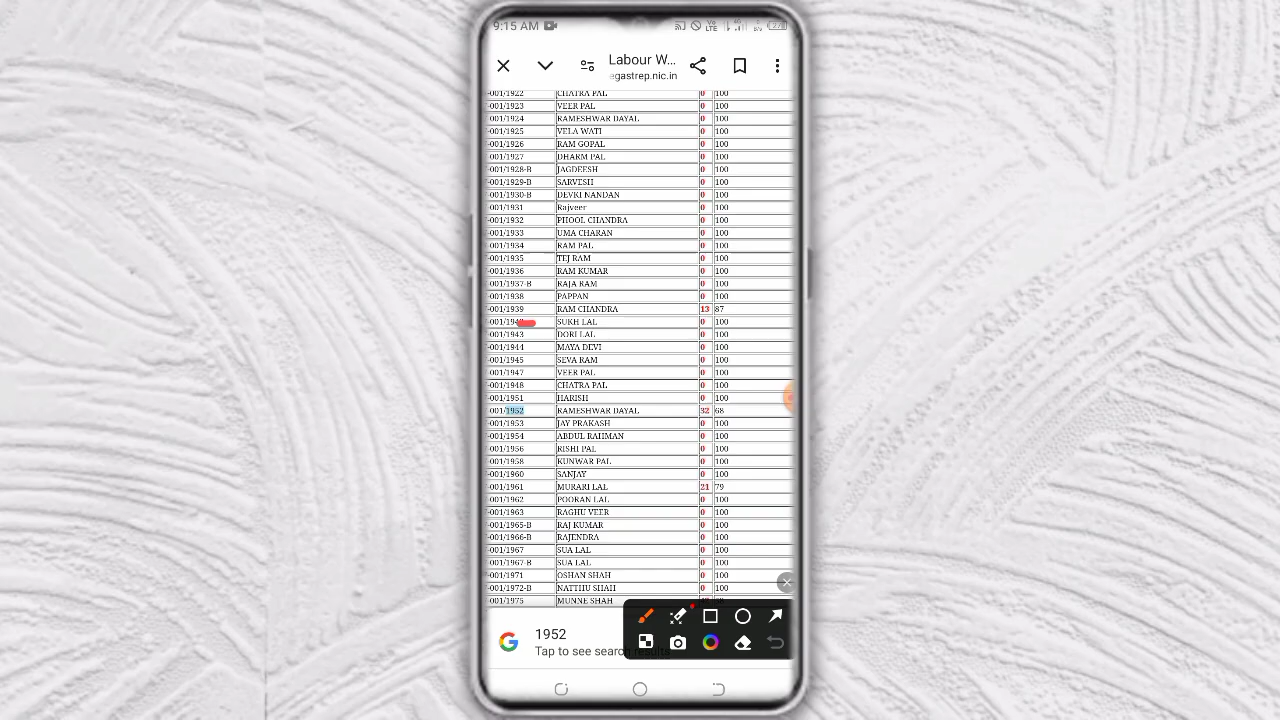 9:15 AM
Labour W...
egastrep.nic.in
-001/1922 CHATRA PAL 0 100
-001/1923 VEER PAL 0 100
-001/1924 RAMESHWAR DAYAL 0 100
-001/1925 VELA WATI 0 100
-001/1926 RAM GOPAL 0 100
-001/1927 DHARM PAL 0 100
-001/1928-B JAGDEESH 0 100
-001/1929-B SARVESH 0 100
-001/1930-B DEVKI NANDAN 0 100
-001/1931 Rajveer 0 100
-001/1932 PHOOL CHANDRA 0 100
-001/1933 UMA CHARAN 0 100
-001/1934 RAM PAL 0 100
-001/1935 TEJ RAM 0 100
-001/1936 RAM KUMAR 0 100
-001/1937-B RAJA RAM 0 100
-001/1938 PAPPAN 0 100
-001/1939 RAM CHANDRA 13 87
SUKH LAL 0 100
-001/1943 DORI LAL 0 100
-001/1944 MAYA DEVI 0 100
-001/1945 SEVA RAM 0 100
-001/1947 VEER PAL 0 100
-001/1948 CHATRA PAL 0 100
-001/1951 HARISH 0 100
-001/1952 RAMESHWAR DAYAL 32 68
-001/1953 JAY PRAKASH 0 100
-001/1954 ABDUL RAHMAN 0 100
-001/1956 RISHI PAL 0 100
-001/1958 KUNWAR PAL 0 100
-001/1960 SANJAY 0 100
-001/1961 MURARI LAL 21 79
-001/1962 POORAN LAL 0 100
-001/1963 RAGHU VEER 0 100
-001/1965-B RAJ KUMAR 0 100
-001/1966-B RAJENDRA 0 100
-001/1967 SUA LAL 0 100
-001/1967-B SUA LAL 0 100
-001/1971 OSHAN SHAH 0 100
-001/1972-B NATTHU SHAH 0 100
-001/1975 MUNNE SHAH
1952
Tap to see search results